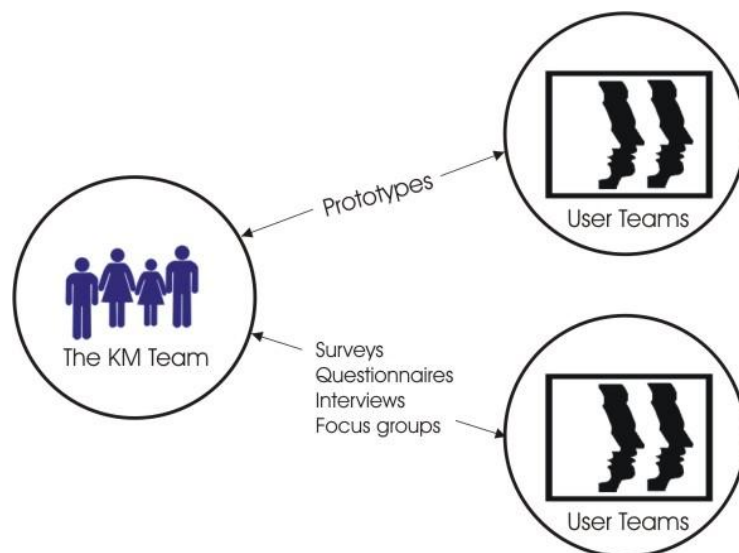 Prototypes
User Teams
The KM Team
Surveys
Questionnaires
Interviews
Focus groups
User Teams